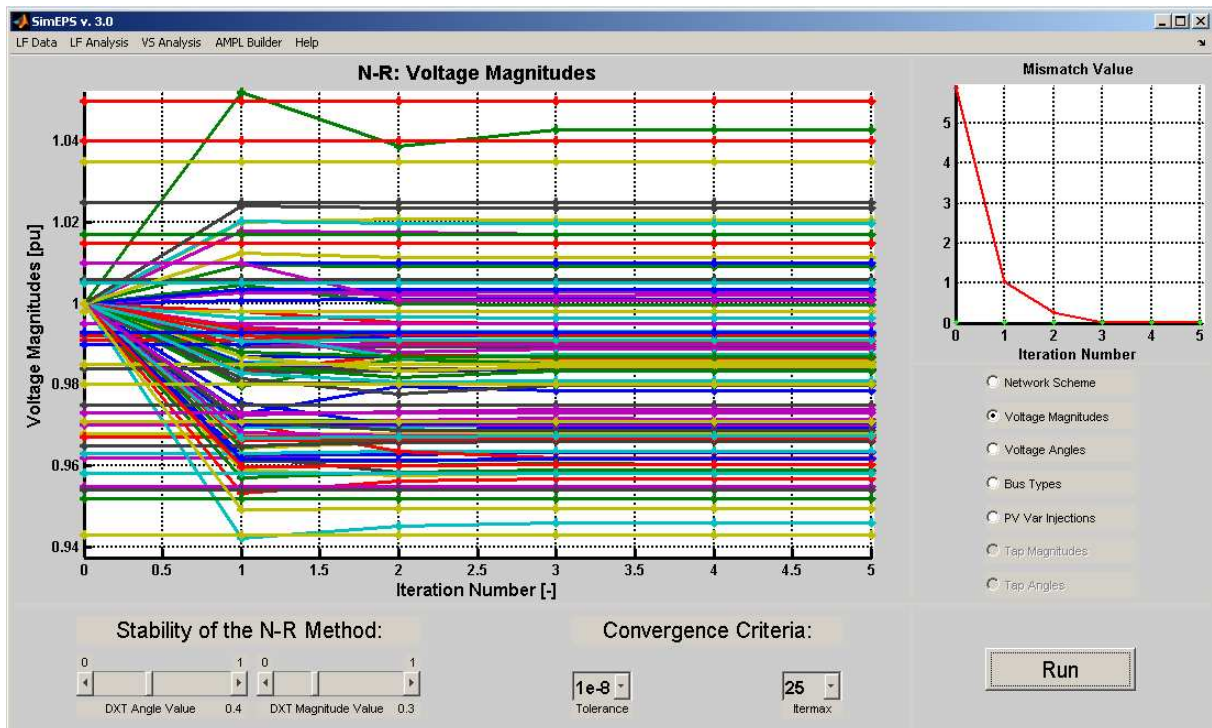 SimEPS v. 3.0
LF Data LF Analysis VS Analysis AMPL Builder Help
N-R: Voltage Magnitudes
Voltage Magnitudes [pu]
1.04
1.02
1
0.98
0.96
0.94
0 0.5 1 1.5 2 2.5 3 3.5 4 4.5 5
Iteration Number [-]
Mismatch Value
5
4
3
2
1
0
0 1 2 3 4 5
Iteration Number
Network Scheme
Voltage Magnitudes
Voltage Angles
Bus Types
PV Var Injections
Tap Magnitudes
Tap Angles
Stability of the N-R Method:
0 1 0 1
DXT Angle Value 0.4 DXT Magnitude Value 0.3
Convergence Criteria:
1e-8 25
Tolerance Itermax
Run